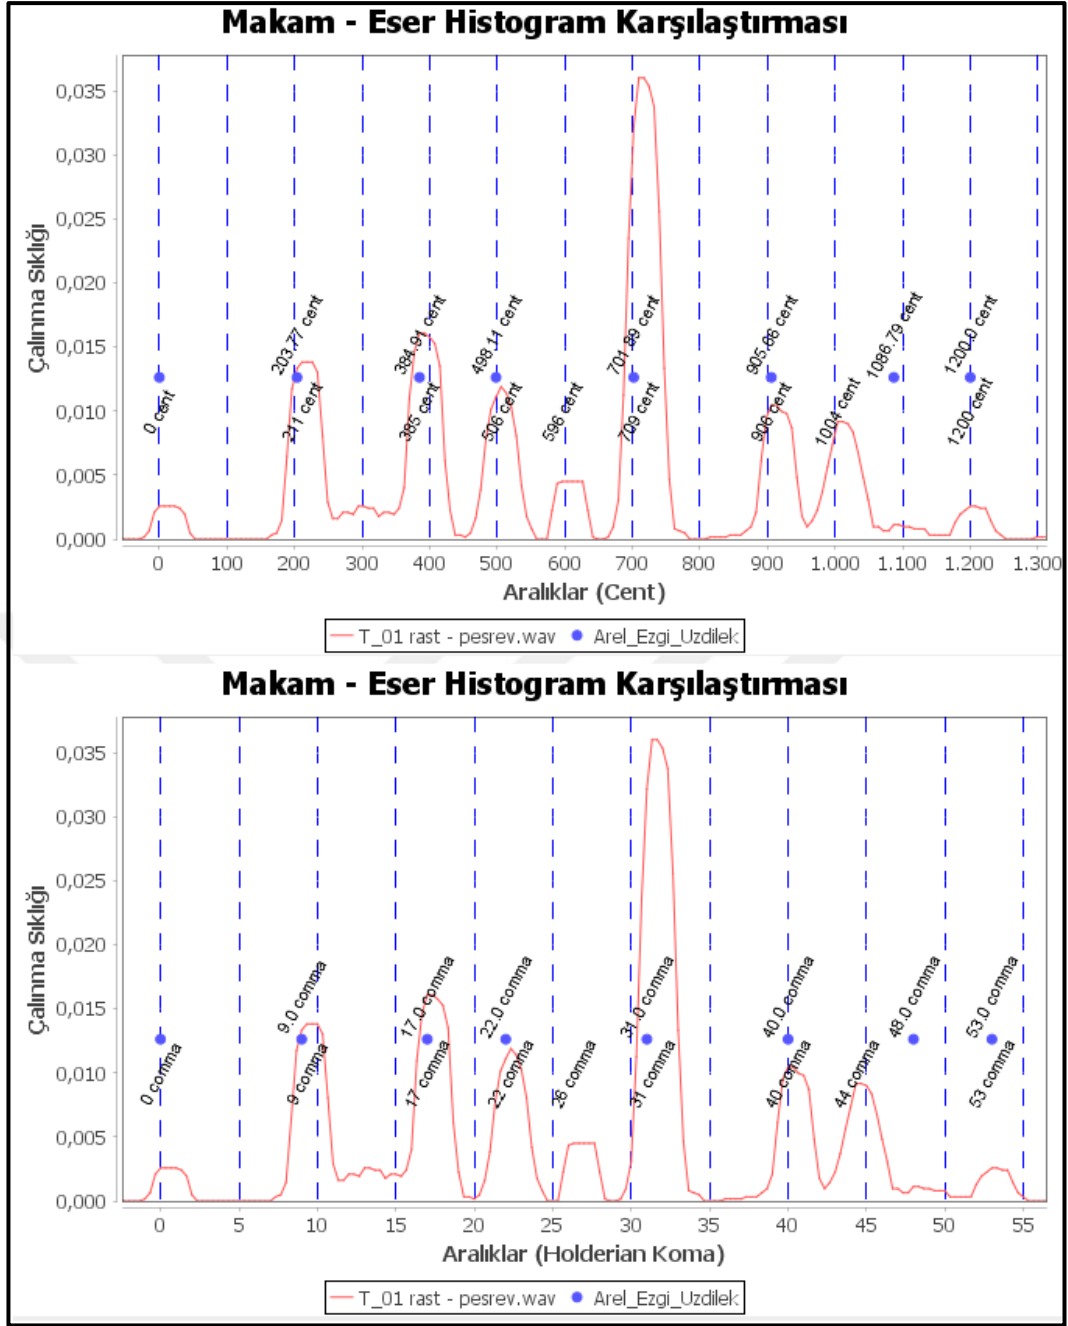 Makam - Eser Histogram Karşılaştırması
Çalınma Sıklığı
0,035
0,030
0,025
0,020
0,015
0,010
0,005
0,000
203.77 cent
384.91 cent
498.11 cent
701.89 cent
905.66 cent
1086.79 cent
1200.0 cent
0 cent
211 cent
385 cent
506 cent
596 cent
709 cent
906 cent
1004 cent
1200 cent
0 100 200 300 400 500 600 700 800 900 1.000 1.100 1.200 1.300
Aralıklar (Cent)
T_01 rast - pesrev.wav Arel_Ezgi_Uzdilek
Makam - Eser Histogram Karşılaştırması
Çalınma Sıklığı
0,035
0,030
0,025
0,020
0,015
0,010
0,005
0,000
9.0 comma
17.0 comma
22.0 comma
31.0 comma
40.0 comma
48.0 comma
53.0 comma
0 comma
9 comma
17 comma
22 comma
26 comma
31 comma
40 comma
44 comma
53 comma
0 5 10 15 20 25 30 35 40 45 50 55
Aralıklar (Holderian Koma)
T_01 rast - pesrev.wav Arel_Ezgi_Uzdilek